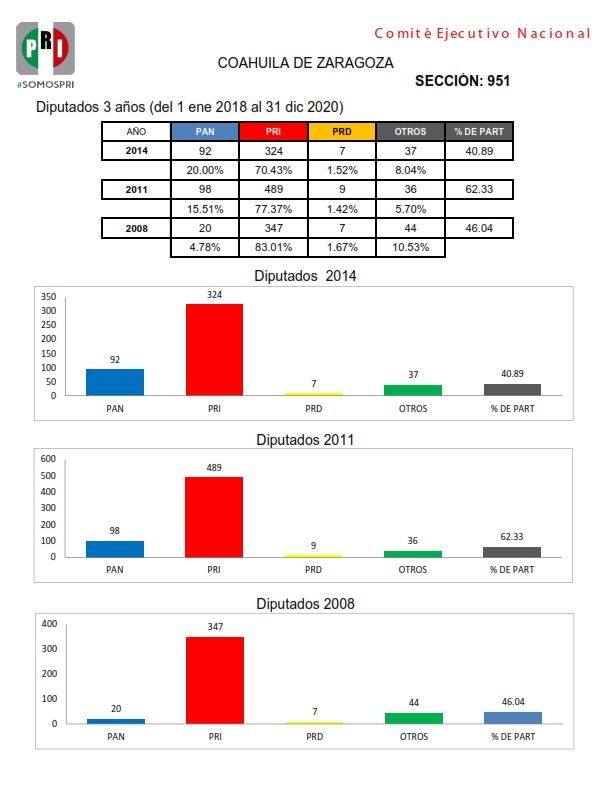 PRI
#SOMOSPRI
Comité Ejecutivo Nacional
COAHUILA DE ZARAGOZA
SECCIÓN: 951
Diputados 3 años (del 1 ene 2018 al 31 dic 2020)
AÑO PAN PRI PRD OTROS % DE PART
2014 92 324 7 37 40.89
20.00% 70.43% 1.52% 8.04%
2011 98 489 9 36 62.33
15.51% 77.37% 1.42% 5.70%
2008 20 347 7 44 46.04
4.78% 83.01% 1.67% 10.53%
Diputados 2014
350
300
250
200
150
100
50
0
92 324 7 37 40.89
PAN PRI PRD OTROS % DE PART
Diputados 2011
600
500
400
300
200
100
0
98 489 9 36 62.33
PAN PRI PRD OTROS % DE PART
Diputados 2008
400
300
200
100
0
20 347 7 44 46.04
PAN PRI PRD OTROS % DE PART